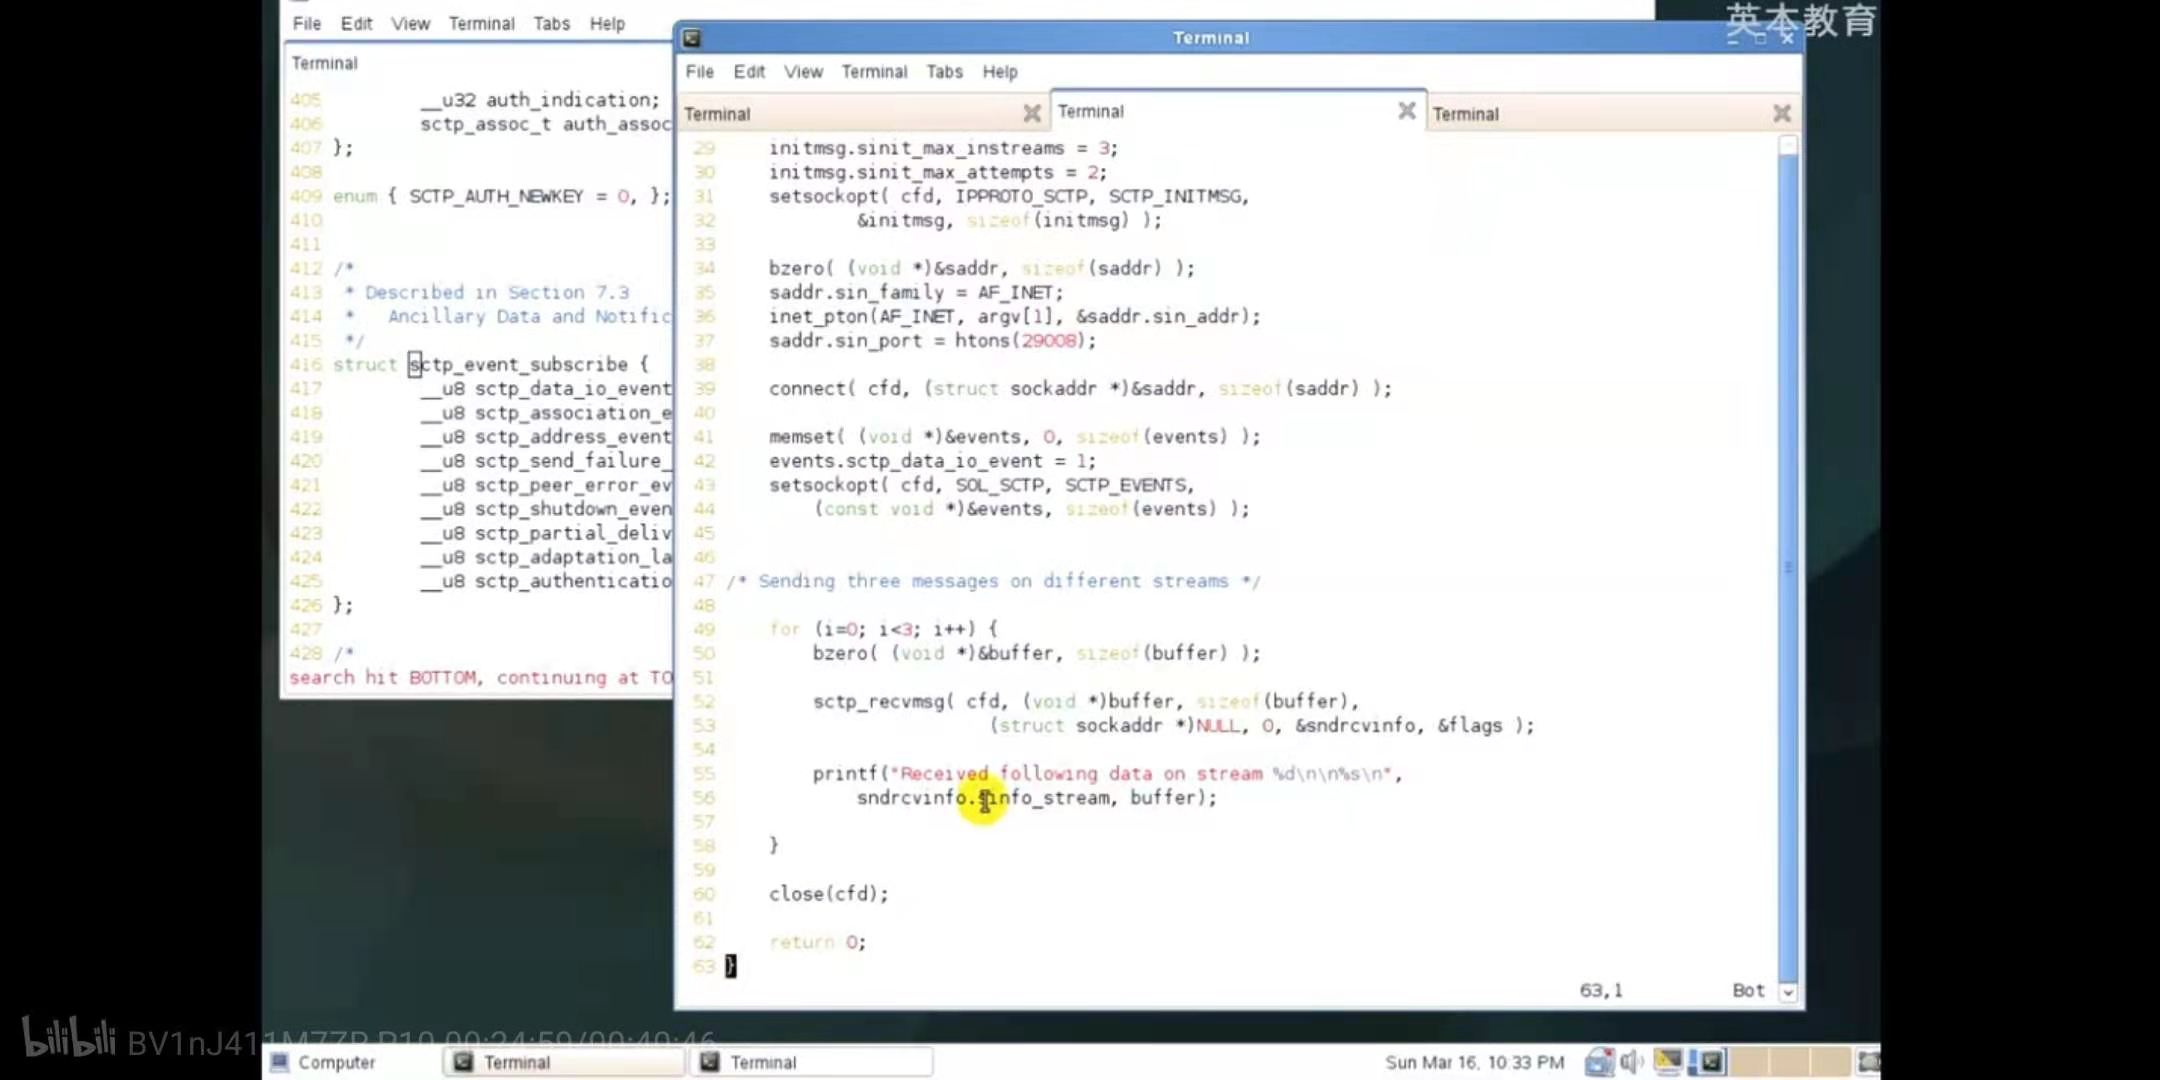 英本教育
File Edit View Terminal Tabs Help
Terminal
405 __u32 auth_indication;
406 sctp_assoc_t auth_assoc
407 };
408
409 enum { SCTP_AUTH_NEWKEY = 0, };
410
411
412 /*
413 * Described in Section 7.3
414 * Ancillary Data and Notific
415 */
416 struct sctp_event_subscribe {
417 __u8 sctp_data_io_event
418 __u8 sctp_association_e
419 __u8 sctp_address_event
420 __u8 sctp_send_failure_
421 __u8 sctp_peer_error_ev
422 __u8 sctp_shutdown_even
423 __u8 sctp_partial_deliv
424 __u8 sctp_adaptation_la
425 __u8 sctp_authenticatio
426 };
427
428 /*
search hit BOTTOM, continuing at TO
Terminal
File Edit View Terminal Tabs Help
Terminal Terminal Terminal
29 initmsg.sinit_max_instreams = 3;
30 initmsg.sinit_max_attempts = 2;
31 setsockopt( cfd, IPPROTO_SCTP, SCTP_INITMSG,
32 &initmsg, sizeof(initmsg) );
33
34 bzero( (void *)&saddr, sizeof(saddr) );
35 saddr.sin_family = AF_INET;
36 inet_pton(AF_INET, argv[1], &saddr.sin_addr);
37 saddr.sin_port = htons(29008);
38
39 connect( cfd, (struct sockaddr *)&saddr, sizeof(saddr) );
40
41 memset( (void *)&events, 0, sizeof(events) );
42 events.sctp_data_io_event = 1;
43 setsockopt( cfd, SOL_SCTP, SCTP_EVENTS,
44 (const void *)&events, sizeof(events) );
45
46
47 /* Sending three messages on different streams */
48
49 for (i=0; i<3; i++) {
50 bzero( (void *)&buffer, sizeof(buffer) );
51
52 sctp_recvmsg( cfd, (void *)buffer, sizeof(buffer),
53 (struct sockaddr *)NULL, 0, &sndrcvinfo, &flags );
54
55 printf("Received following data on stream %d\n\n%s\n",
56 sndrcvinfo.sinfo_stream, buffer);
57
58 }
59
60 close(cfd);
61
62 return 0;
63 }
63,1 Bot
bilibili BV1nJ411M7ZP P10 00:24:59/00:40:46
Computer Terminal Terminal Sun Mar 16, 10:33 PM